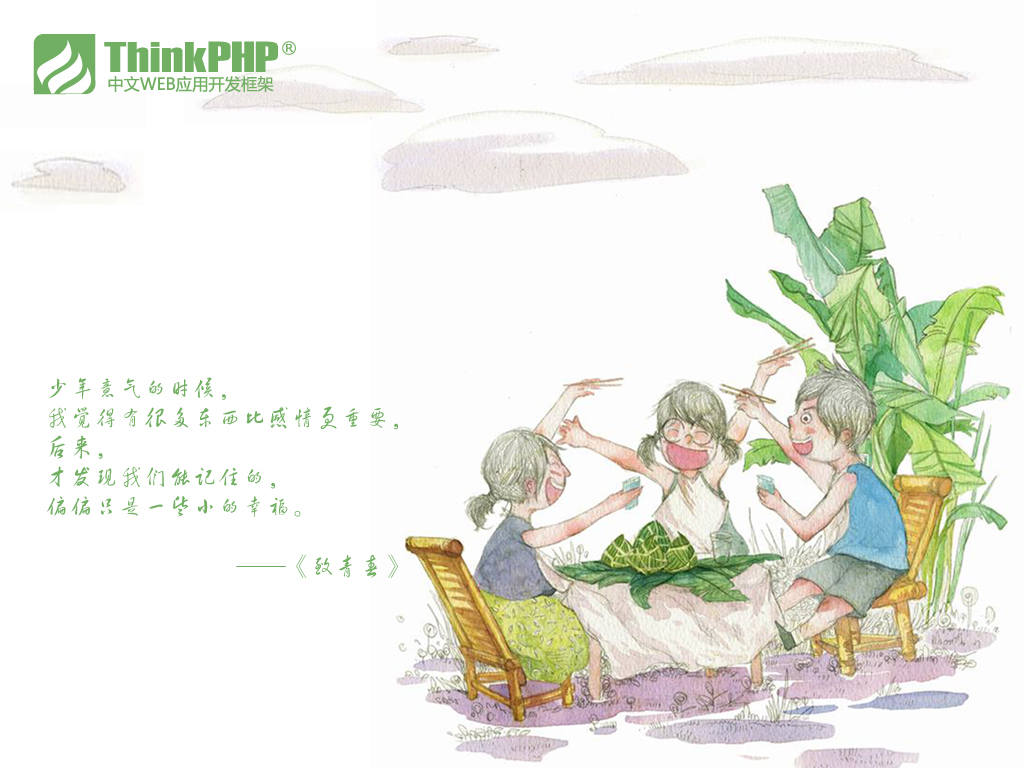 ThinkPHP®
中文WEB应用开发框架
少年意气的时候，
我觉得有很多东西比感情更重要，
后来，
才发现我们能记住的，
偏偏只是一些小的幸福。
——《致青春》